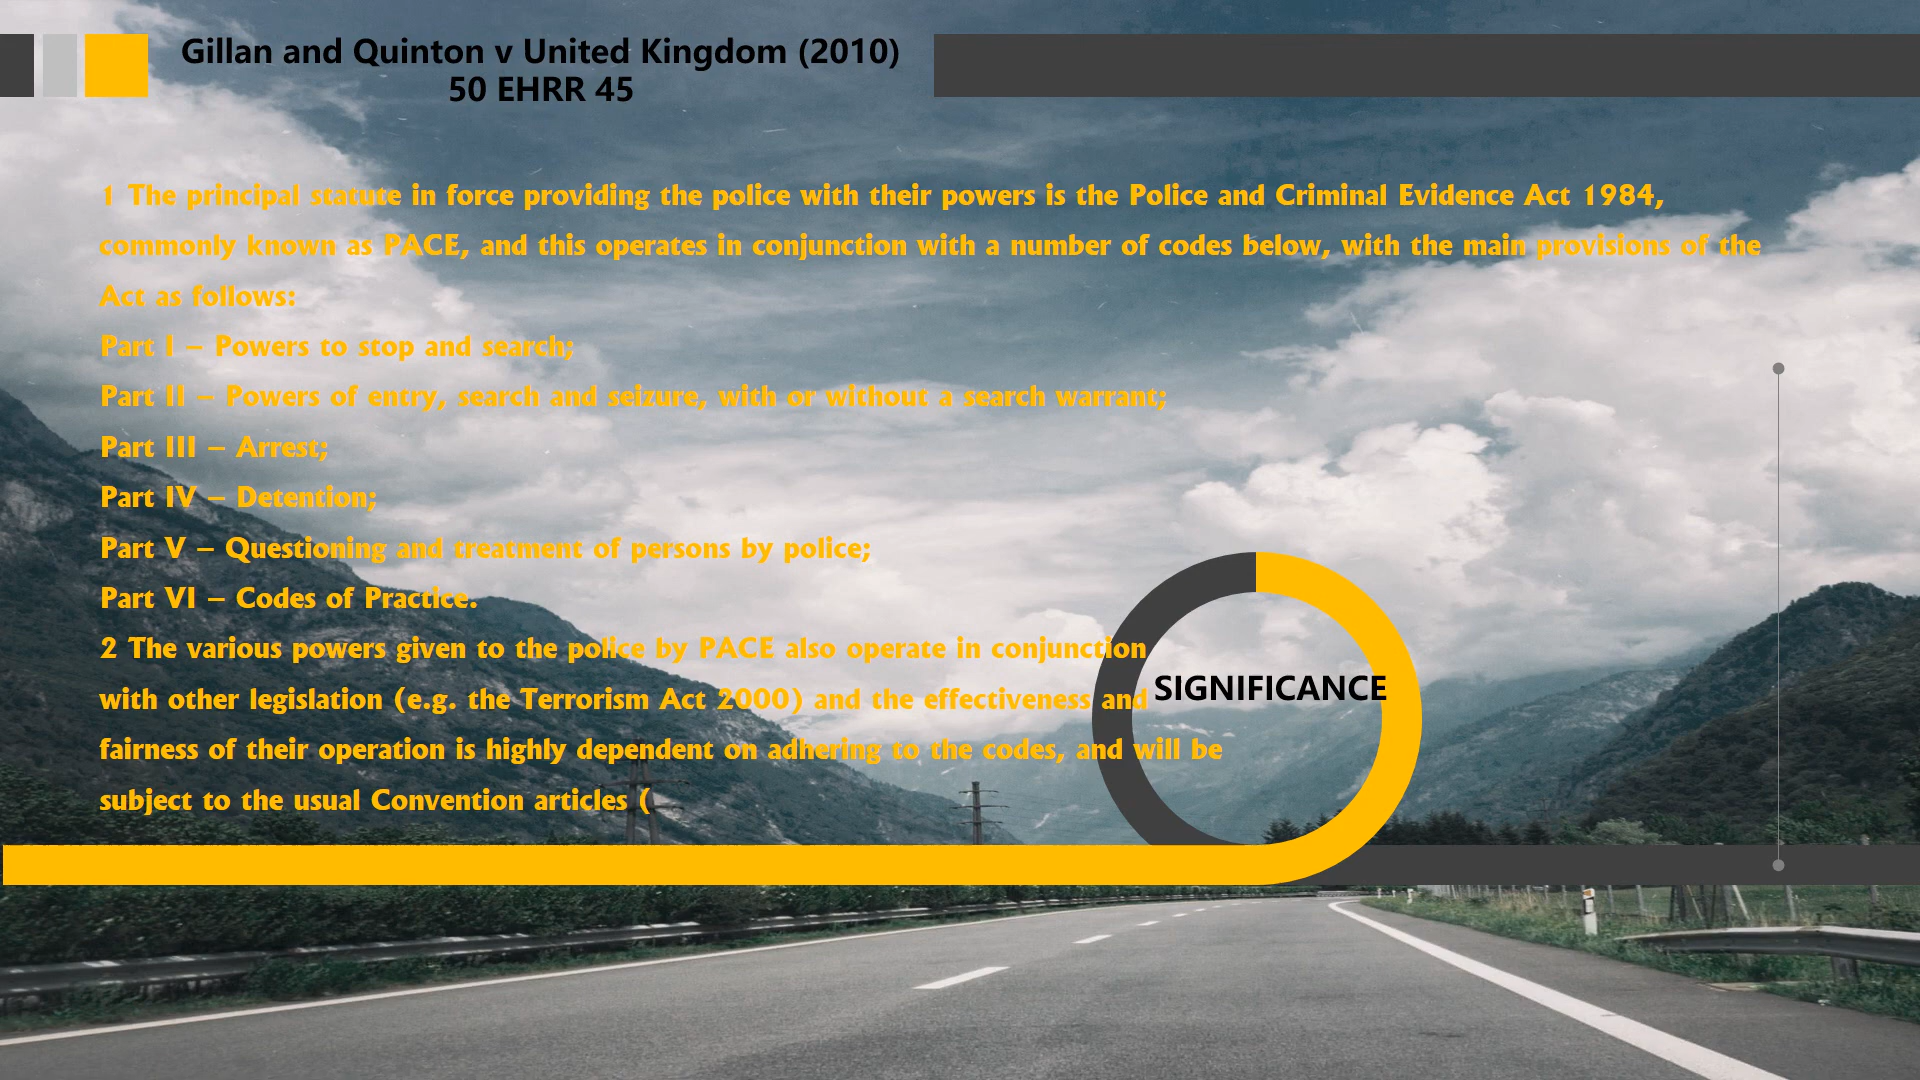 Gillan and Quinton v United Kingdom (2010)
50 EHRR 45
1 The principal statute in force providing the police with their powers is the Police and Criminal Evidence Act 1984,
commonly known as PACE, and this operates in conjunction with a number of codes below, with the main provisions of the
Act as follows:
Part I – Powers to stop and search;
Part II – Powers of entry, search and seizure, with or without a search warrant;
Part III – Arrest;
Part IV – Detention;
Part V – Questioning and treatment of persons by police;
Part VI – Codes of Practice.
2 The various powers given to the police by PACE also operate in conjunction
with other legislation (e.g. the Terrorism Act 2000) and the effectiveness and
fairness of their operation is highly dependent on adhering to the codes, and will be
subject to the usual Convention articles (
SIGNIFICANCE